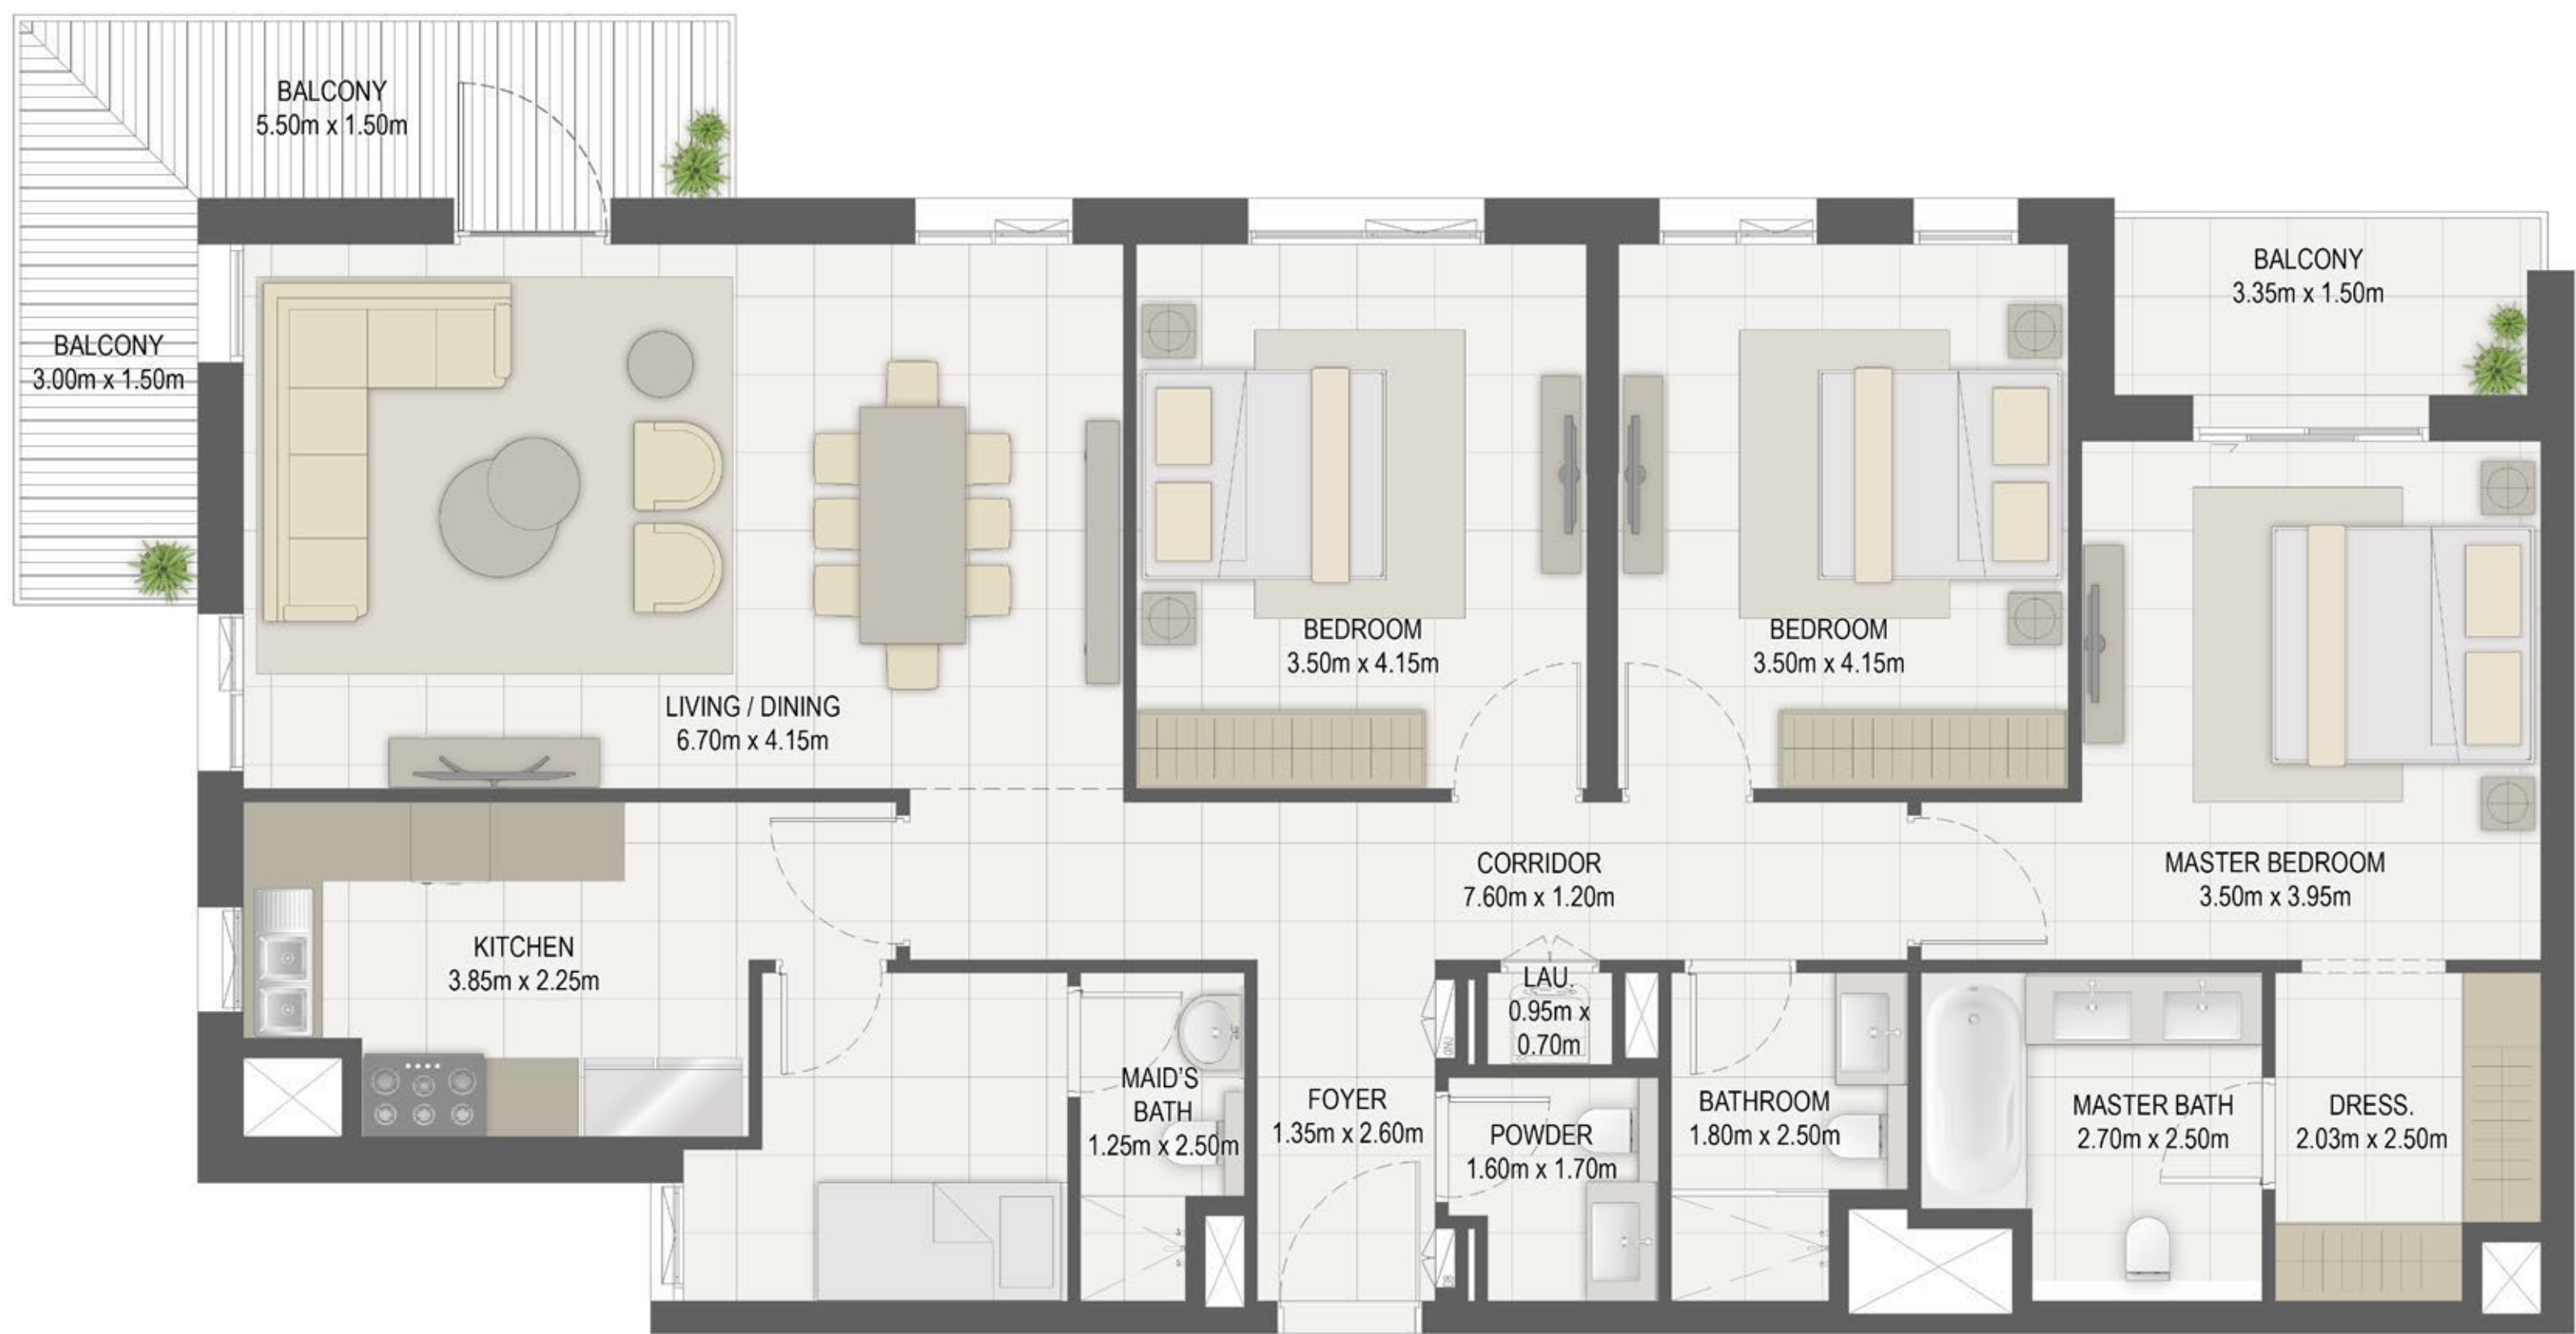 BALCONY
5.50m x 1.50m
BALCONY
3.35m x 1.50m
BALCONY
3.00m x 1.50m
BEDROOM
3.50m x 4.15m
BEDROOM
3.50m x 4.15m
LIVING / DINING
6.70m x 4.15m
CORRIDOR
7.60m x 1.20m
MASTER BEDROOM
3.50m x 3.95m
KITCHEN
3.85m x 2.25m
LAU.
0.95m x
0.70m
MAID'S
BATH
1.25m x 2.50m
FOYER
1.35m x 2.60m
POWDER
1.60m x 1.70m
BATHROOM
1.80m x 2.50m
MASTER BATH
2.70m x 2.50m
DRESS.
2.03m x 2.50m